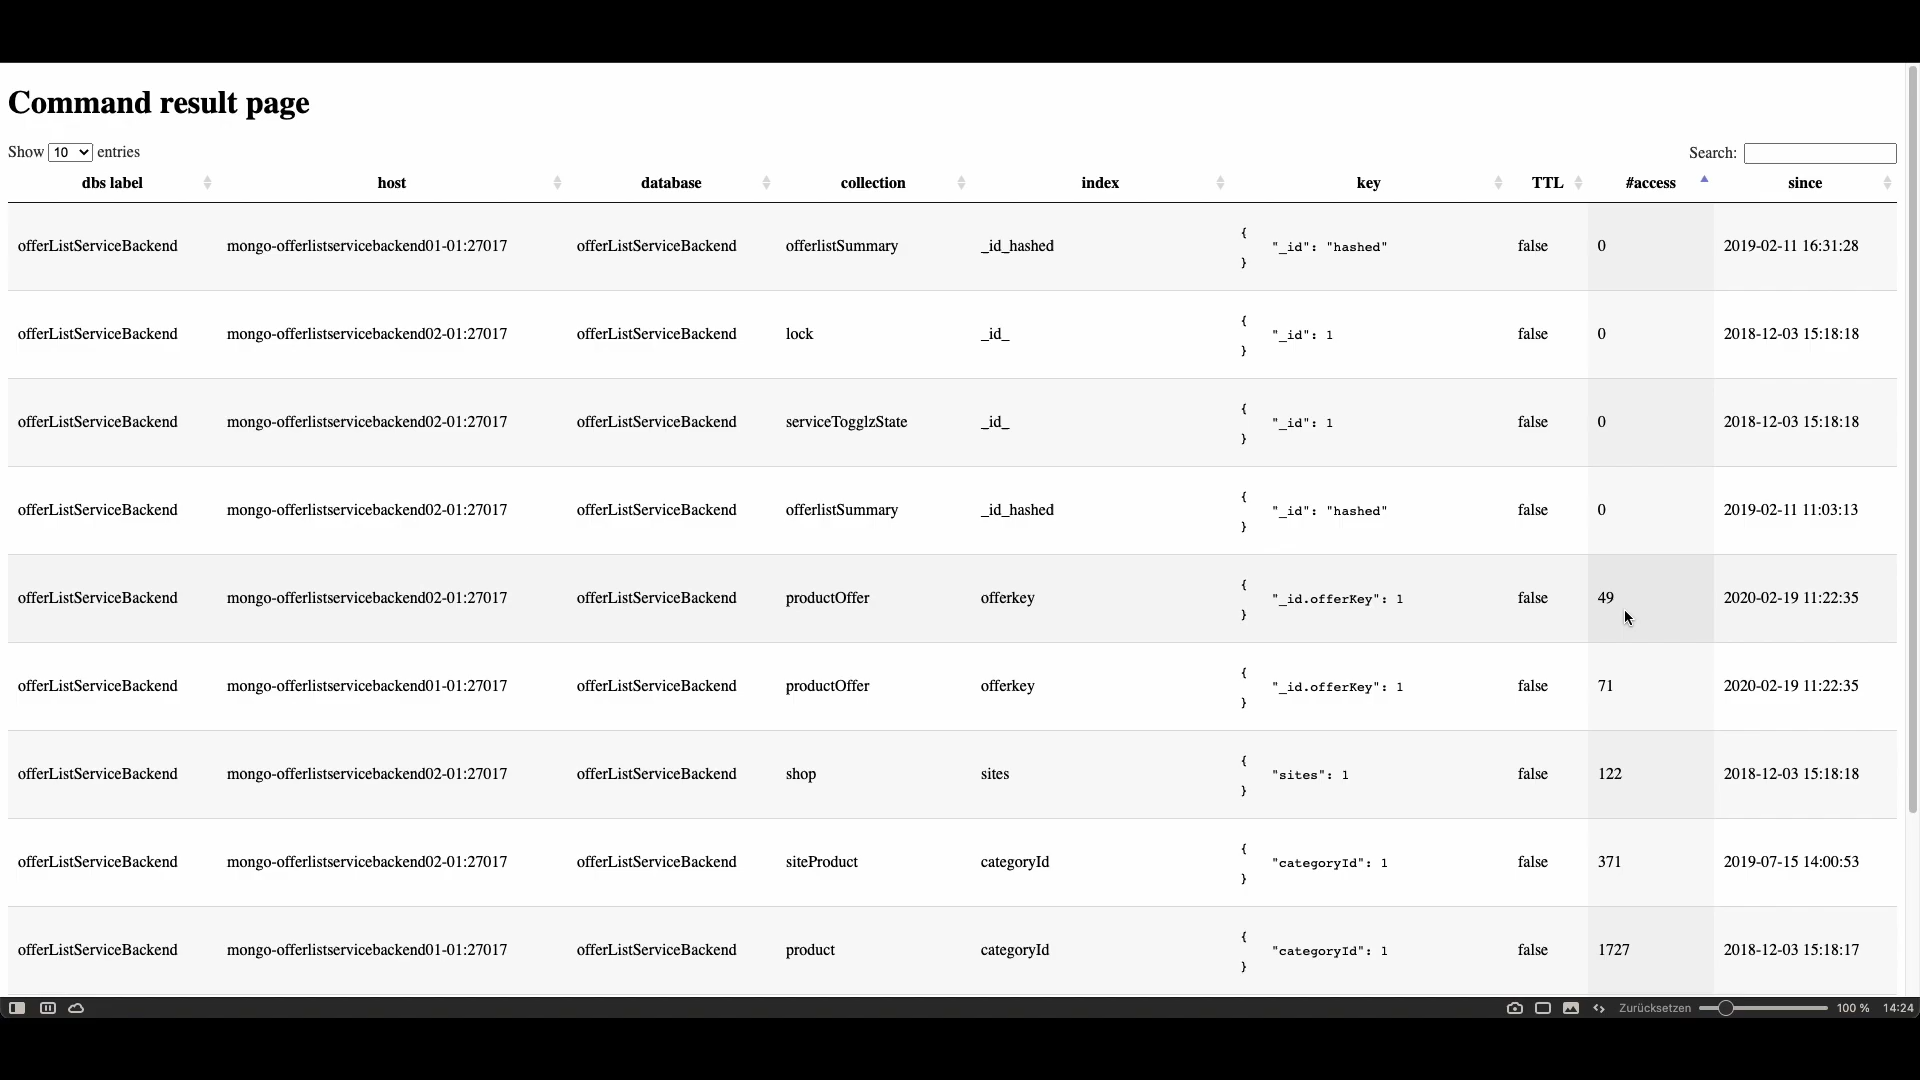 Command result page
Show 10 entries
Search:
dbs label host database collection index key TTL #access since
offerListServiceBackend mongo-offerlistservicebackend01-01:27017 offerListServiceBackend offerlistSummary _id_hashed { "_id": "hashed" } false 0 2019-02-11 16:31:28
offerListServiceBackend mongo-offerlistservicebackend02-01:27017 offerListServiceBackend lock _id_ { "_id": 1 } false 0 2018-12-03 15:18:18
offerListServiceBackend mongo-offerlistservicebackend02-01:27017 offerListServiceBackend serviceTogglzState _id_ { "_id": 1 } false 0 2018-12-03 15:18:18
offerListServiceBackend mongo-offerlistservicebackend02-01:27017 offerListServiceBackend offerlistSummary _id_hashed { "_id": "hashed" } false 0 2019-02-11 11:03:13
offerListServiceBackend mongo-offerlistservicebackend02-01:27017 offerListServiceBackend productOffer offerkey { "_id.offerKey": 1 } false 49 2020-02-19 11:22:35
offerListServiceBackend mongo-offerlistservicebackend01-01:27017 offerListServiceBackend productOffer offerkey { "_id.offerKey": 1 } false 71 2020-02-19 11:22:35
offerListServiceBackend mongo-offerlistservicebackend02-01:27017 offerListServiceBackend shop sites { "sites": 1 } false 122 2018-12-03 15:18:18
offerListServiceBackend mongo-offerlistservicebackend02-01:27017 offerListServiceBackend siteProduct categoryId { "categoryId": 1 } false 371 2019-07-15 14:00:53
offerListServiceBackend mongo-offerlistservicebackend01-01:27017 offerListServiceBackend product categoryId { "categoryId": 1 } false 1727 2018-12-03 15:18:17
Zurücksetzen 100 % 14:24